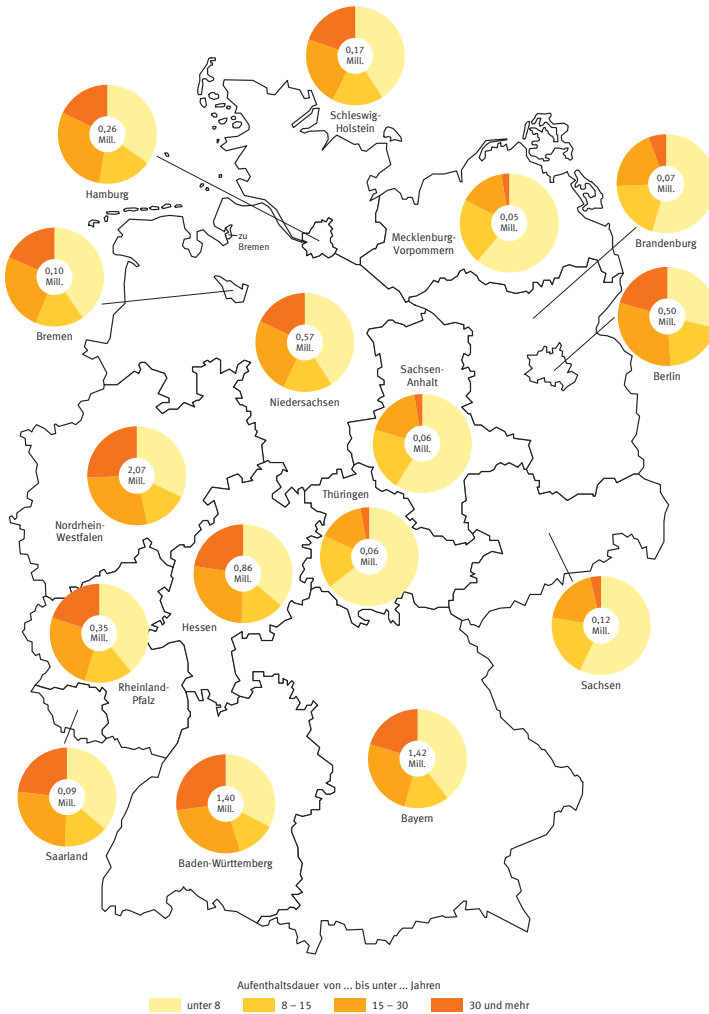 0,17
Mill.
Schleswig-
Holstein
0,26
Mill.
Hamburg
0,07
Mill.
Brandenburg
0,05
Mill.
Mecklenburg-
Vorpommern
zu
Bremen
0,10
Mill.
Bremen
0,50
Mill.
Berlin
0,57
Mill.
Niedersachsen
Sachsen-
Anhalt
0,06
Mill.
2,07
Mill.
Nordrhein-
Westfalen
Thüringen
0,06
Mill.
0,86
Mill.
Hessen
0,12
Mill.
Sachsen
0,35
Mill.
Rheinland-
Pfalz
0,09
Mill.
Saarland
1,40
Mill.
Baden-Württemberg
1,42
Mill.
Bayern
Aufenthaltsdauer von ... bis unter ... Jahren
unter 8 8 – 15 15 – 30 30 und mehr